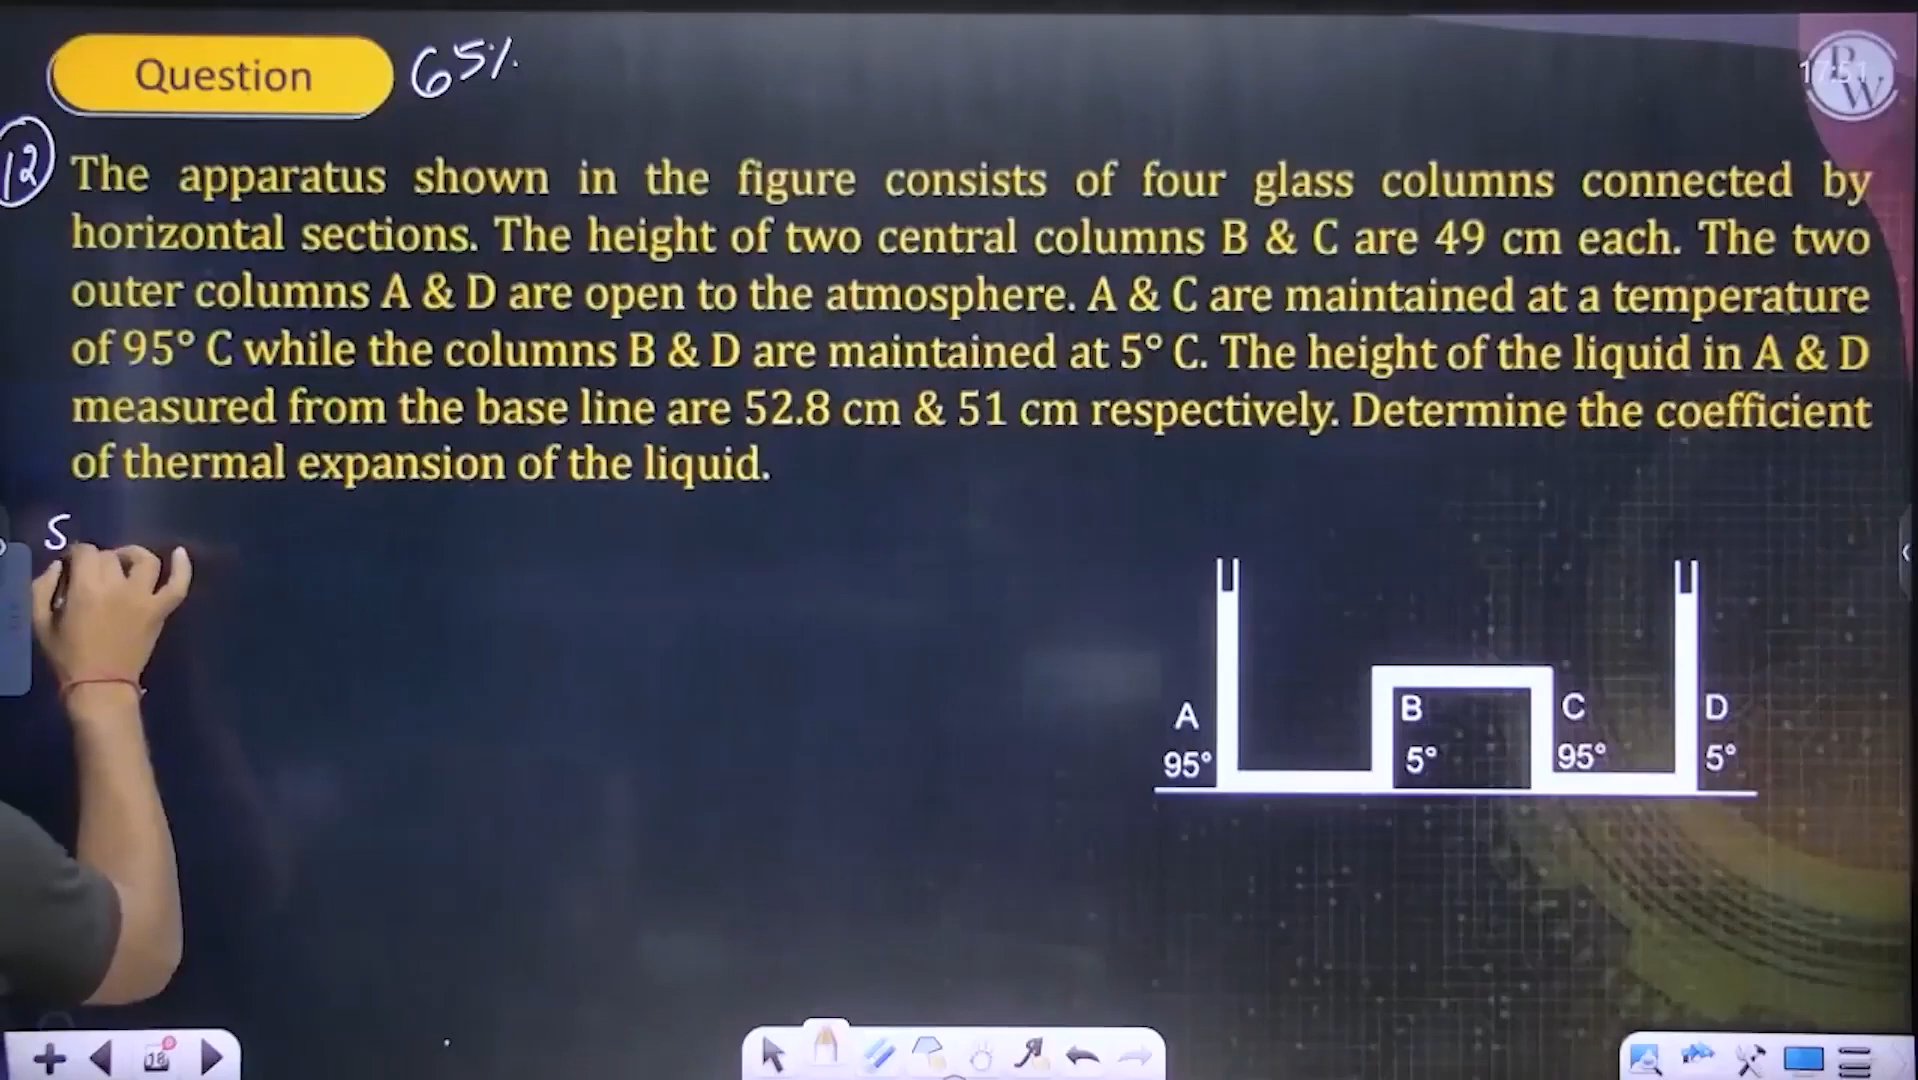 Question
65%
12
The apparatus shown in the figure consists of four glass columns connected by
horizontal sections. The height of two central columns B & C are 49 cm each. The two
outer columns A & D are open to the atmosphere. A & C are maintained at a temperature
of 95° C while the columns B & D are maintained at 5° C. The height of the liquid in A & D
measured from the base line are 52.8 cm & 51 cm respectively. Determine the coefficient
of thermal expansion of the liquid.
S
A
95°
B
5°
C
95°
D
5°
PW
18